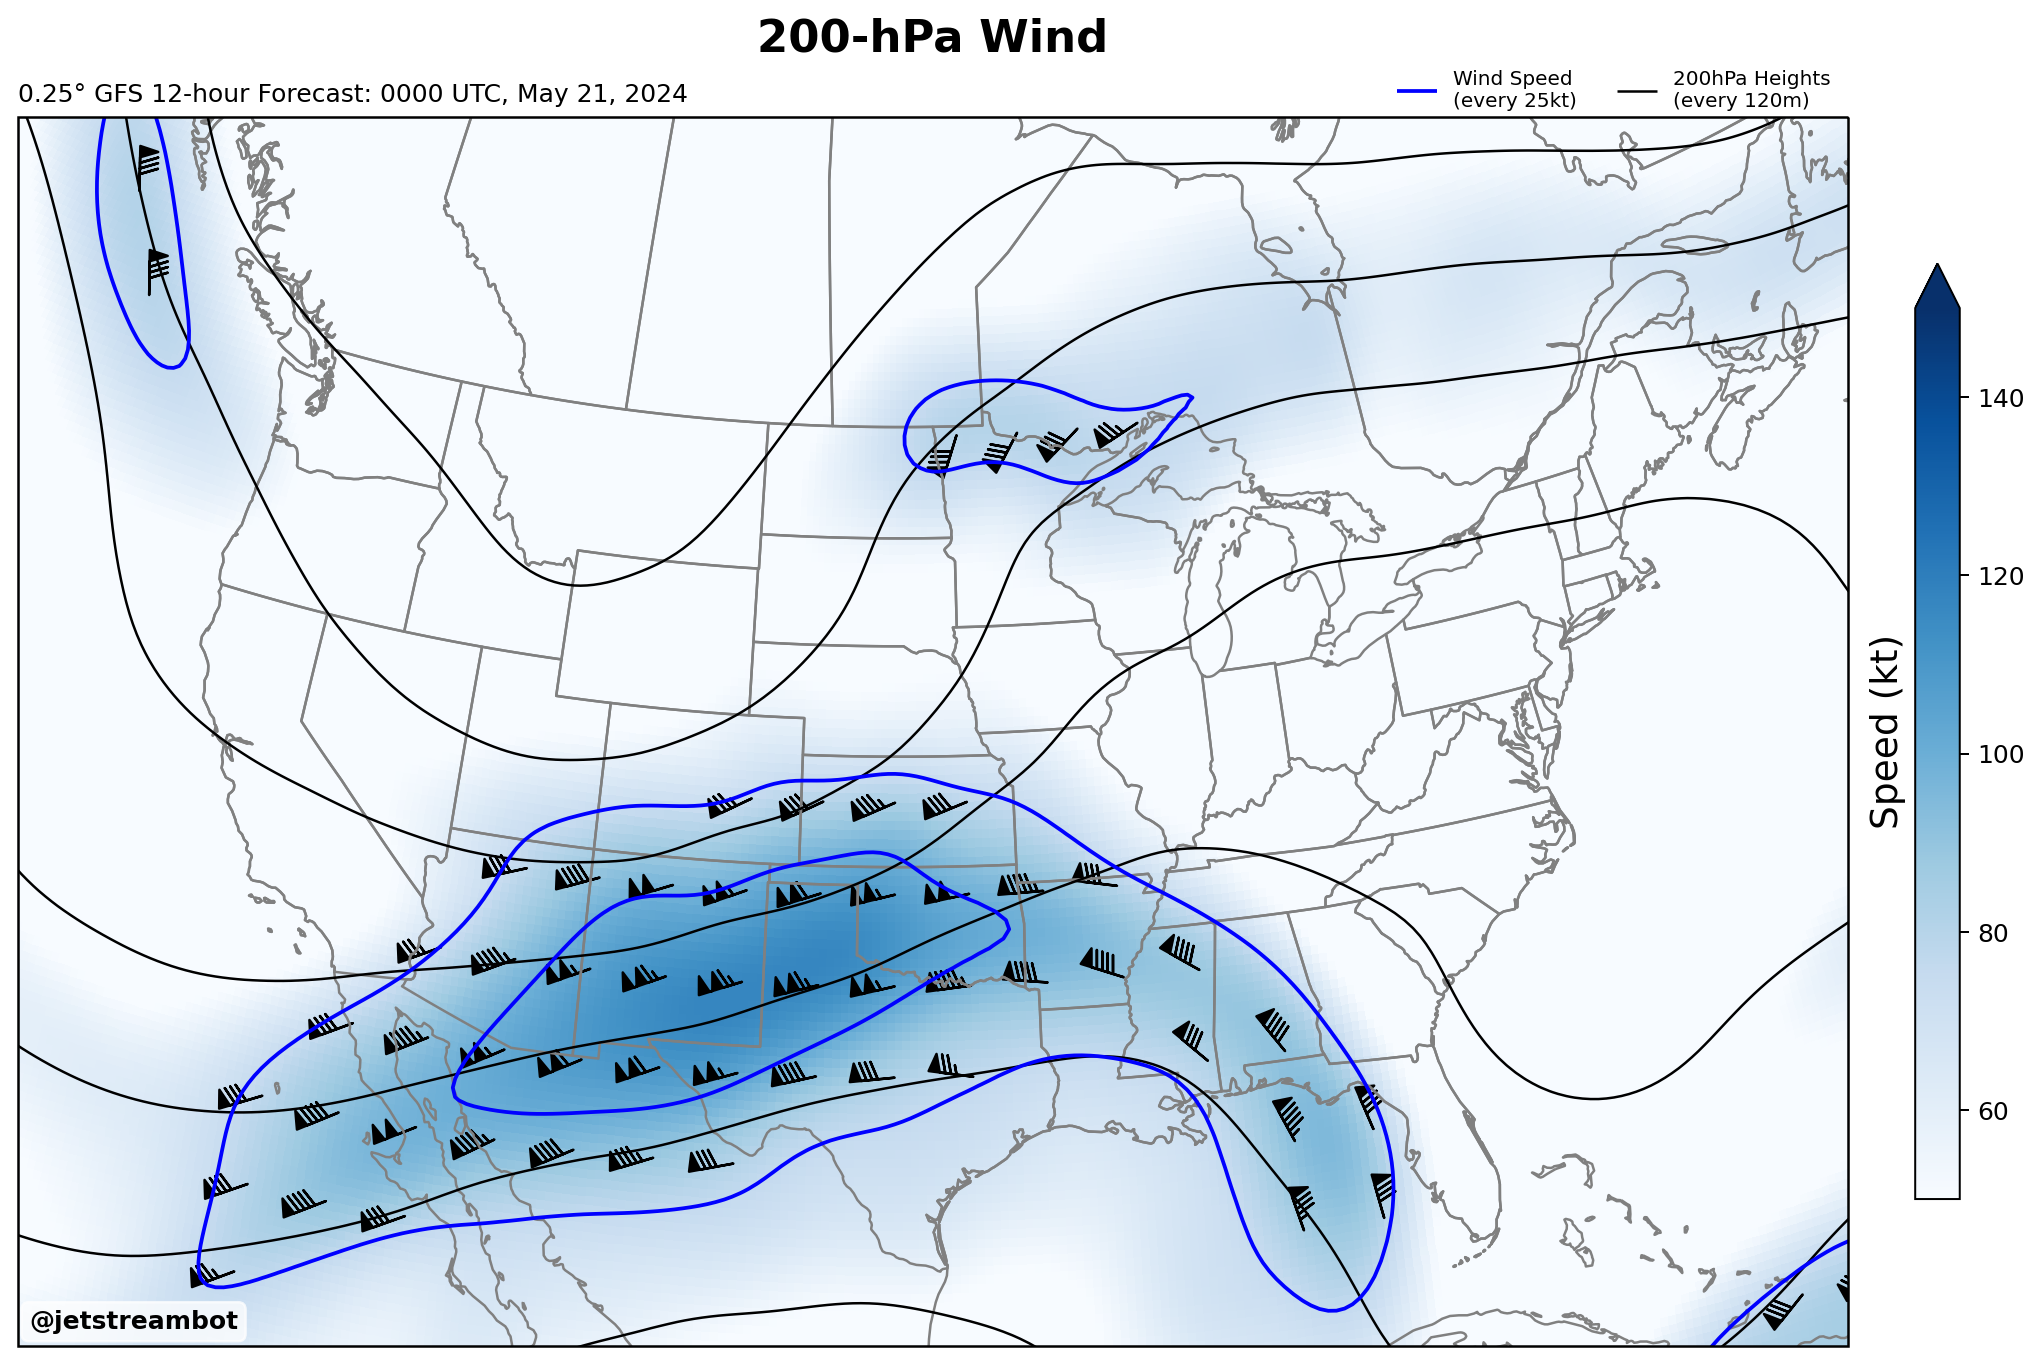 200-hPa Wind
0.25° GFS 12-hour Forecast: 0000 UTC, May 21, 2024
Wind Speed
(every 25kt)
200hPa Heights
(every 120m)
140
120
100
80
60
Speed (kt)
@jetstreambot